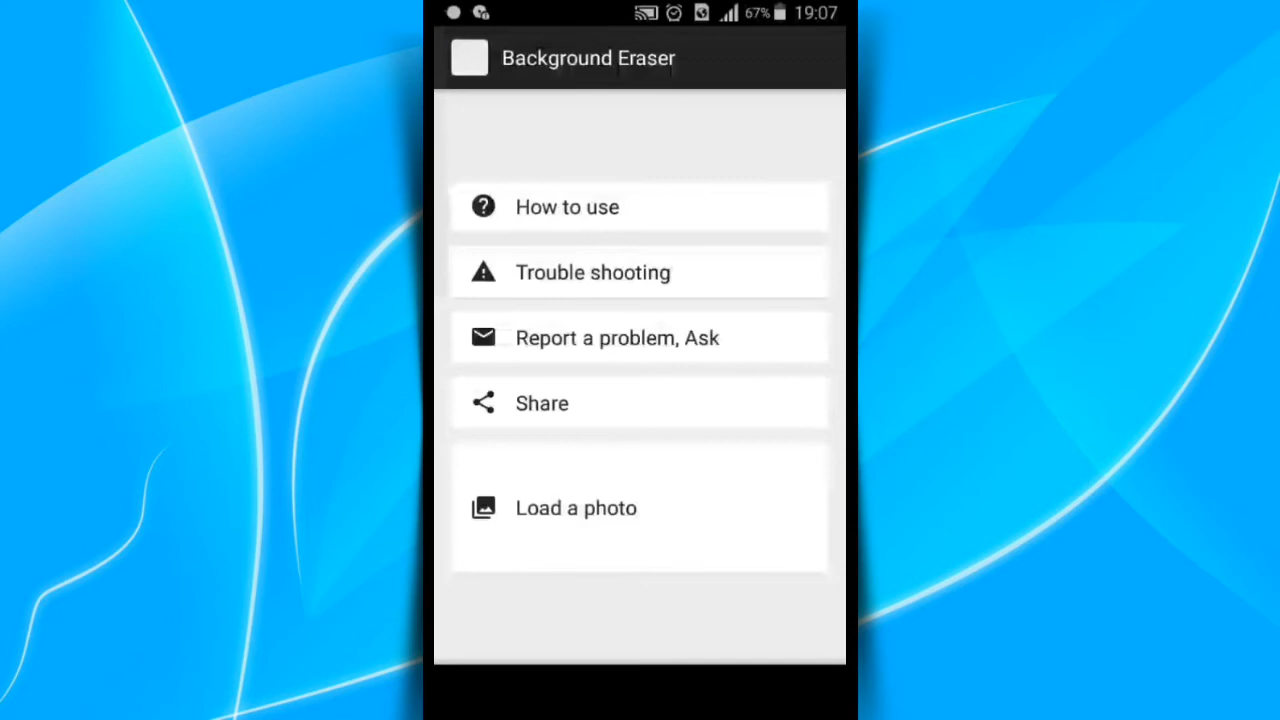 67% 19:07
Background Eraser
How to use
Trouble shooting
Report a problem, Ask
Share
Load a photo